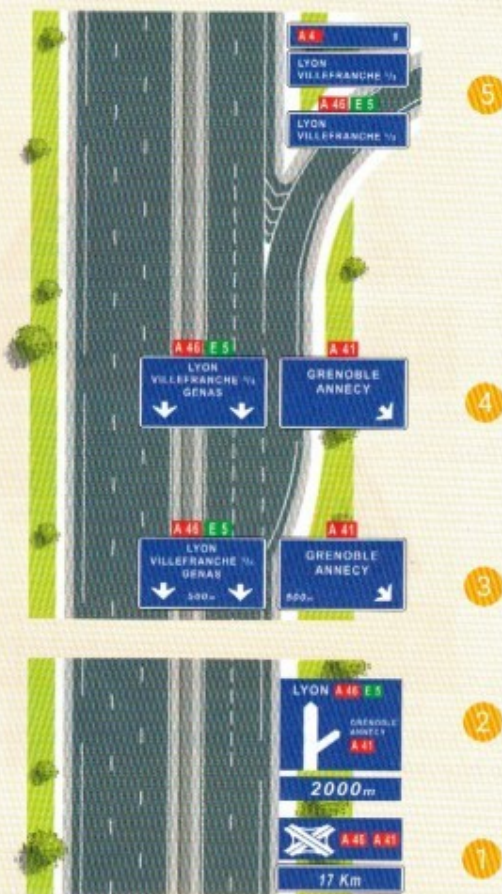 A 4
LYON
VILLEFRANCHE
A 46 E 5
LYON
VILLEFRANCHE
5
A 46 E 5
LYON
VILLEFRANCHE
GENAS
A 41
GRENOBLE
ANNECY
4
A 46 E 5
LYON
VILLEFRANCHE
GENAS
500m
A 41
GRENOBLE
ANNECY
500m
3
LYON A 46 E 5
GRENOBLE
ANNECY
A 41
2000m
2
A 46 A 41
17 Km
1